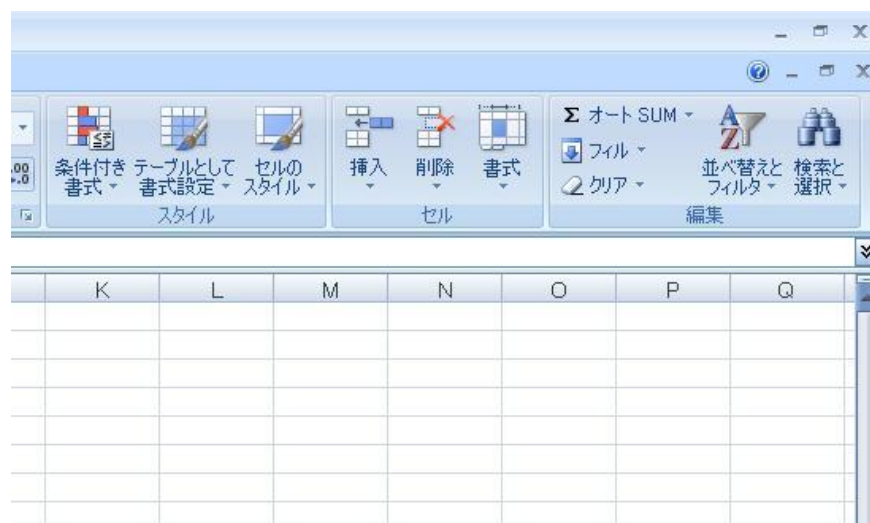 Σ オート SUM
フィル
クリア
条件付き 書式
テーブルとして 書式設定
セルの スタイル
挿入
削除
書式
並べ替えと フィルタ
検索と 選択
スタイル
セル
編集
.00
K L M N O P Q